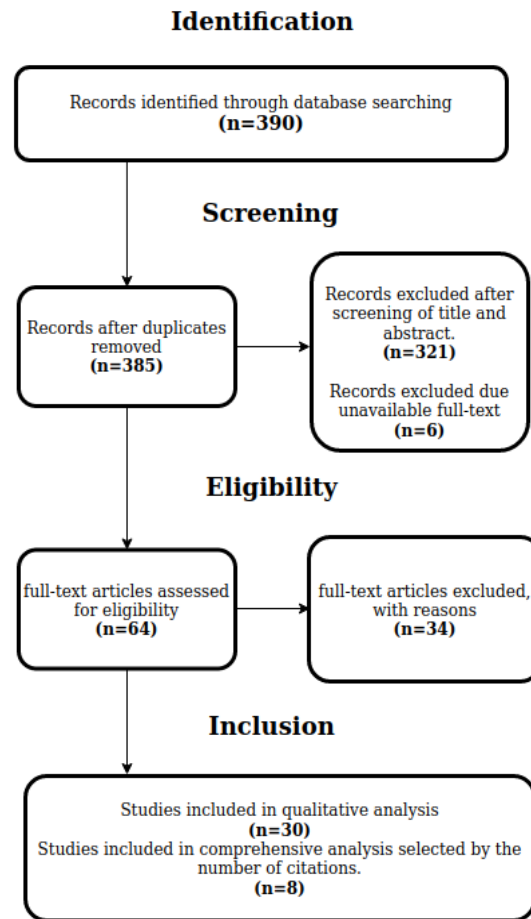 Identification
Records identified through database searching
(n=390)
Screening
Records after duplicates
removed
(n=385)
Records excluded after
screening of title and
abstract.
(n=321)
Records excluded due
unavailable full-text
(n=6)
Eligibility
full-text articles assessed
for eligibility
(n=64)
full-text articles excluded,
with reasons
(n=34)
Inclusion
Studies included in qualitative analysis
(n=30)
Studies included in comprehensive analysis selected by the
number of citations.
(n=8)